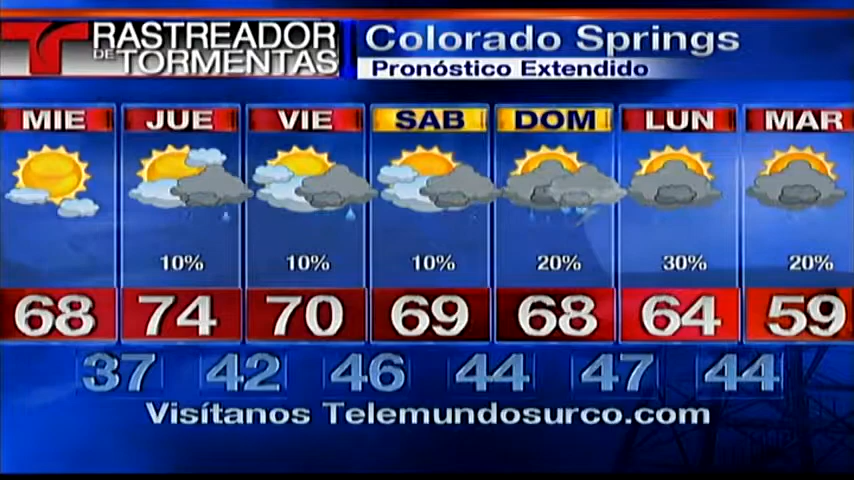 RASTREADOR
DE TORMENTAS
Colorado Springs
Pronóstico Extendido
MIE JUE VIE SAB DOM LUN MAR
10% 10% 10% 20% 30% 20%
68 74 70 69 68 64 59
37 42 46 44 47 44
Visítanos Telemundosurco.com